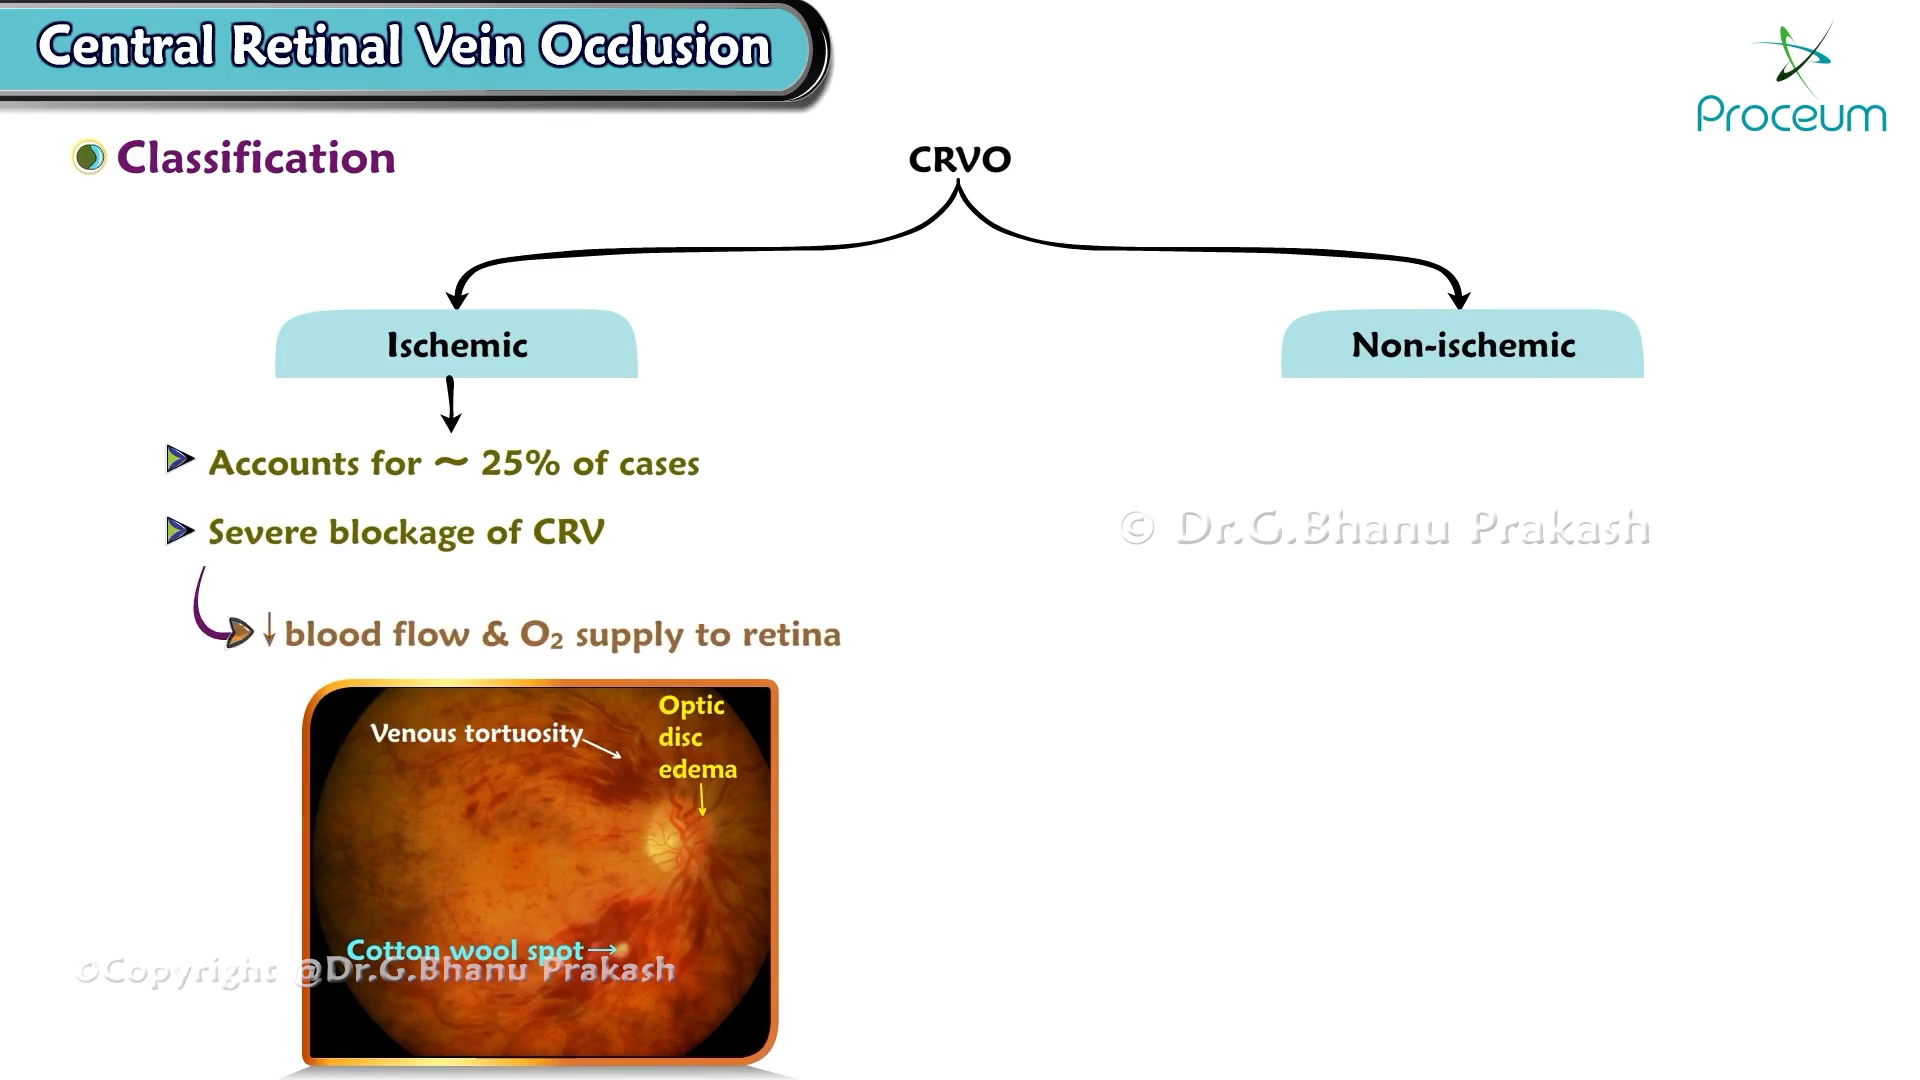 Central Retinal Vein Occlusion
Proceum
Classification
CRVO
Ischemic
Non-ischemic
Accounts for ~ 25% of cases
Severe blockage of CRV
© Dr.G.Bhanu Prakash
↓ blood flow & O₂ supply to retina
Venous tortuosity
Optic
disc
edema
Cotton wool spot
©Copyright @Dr.G.Bhanu Prakash